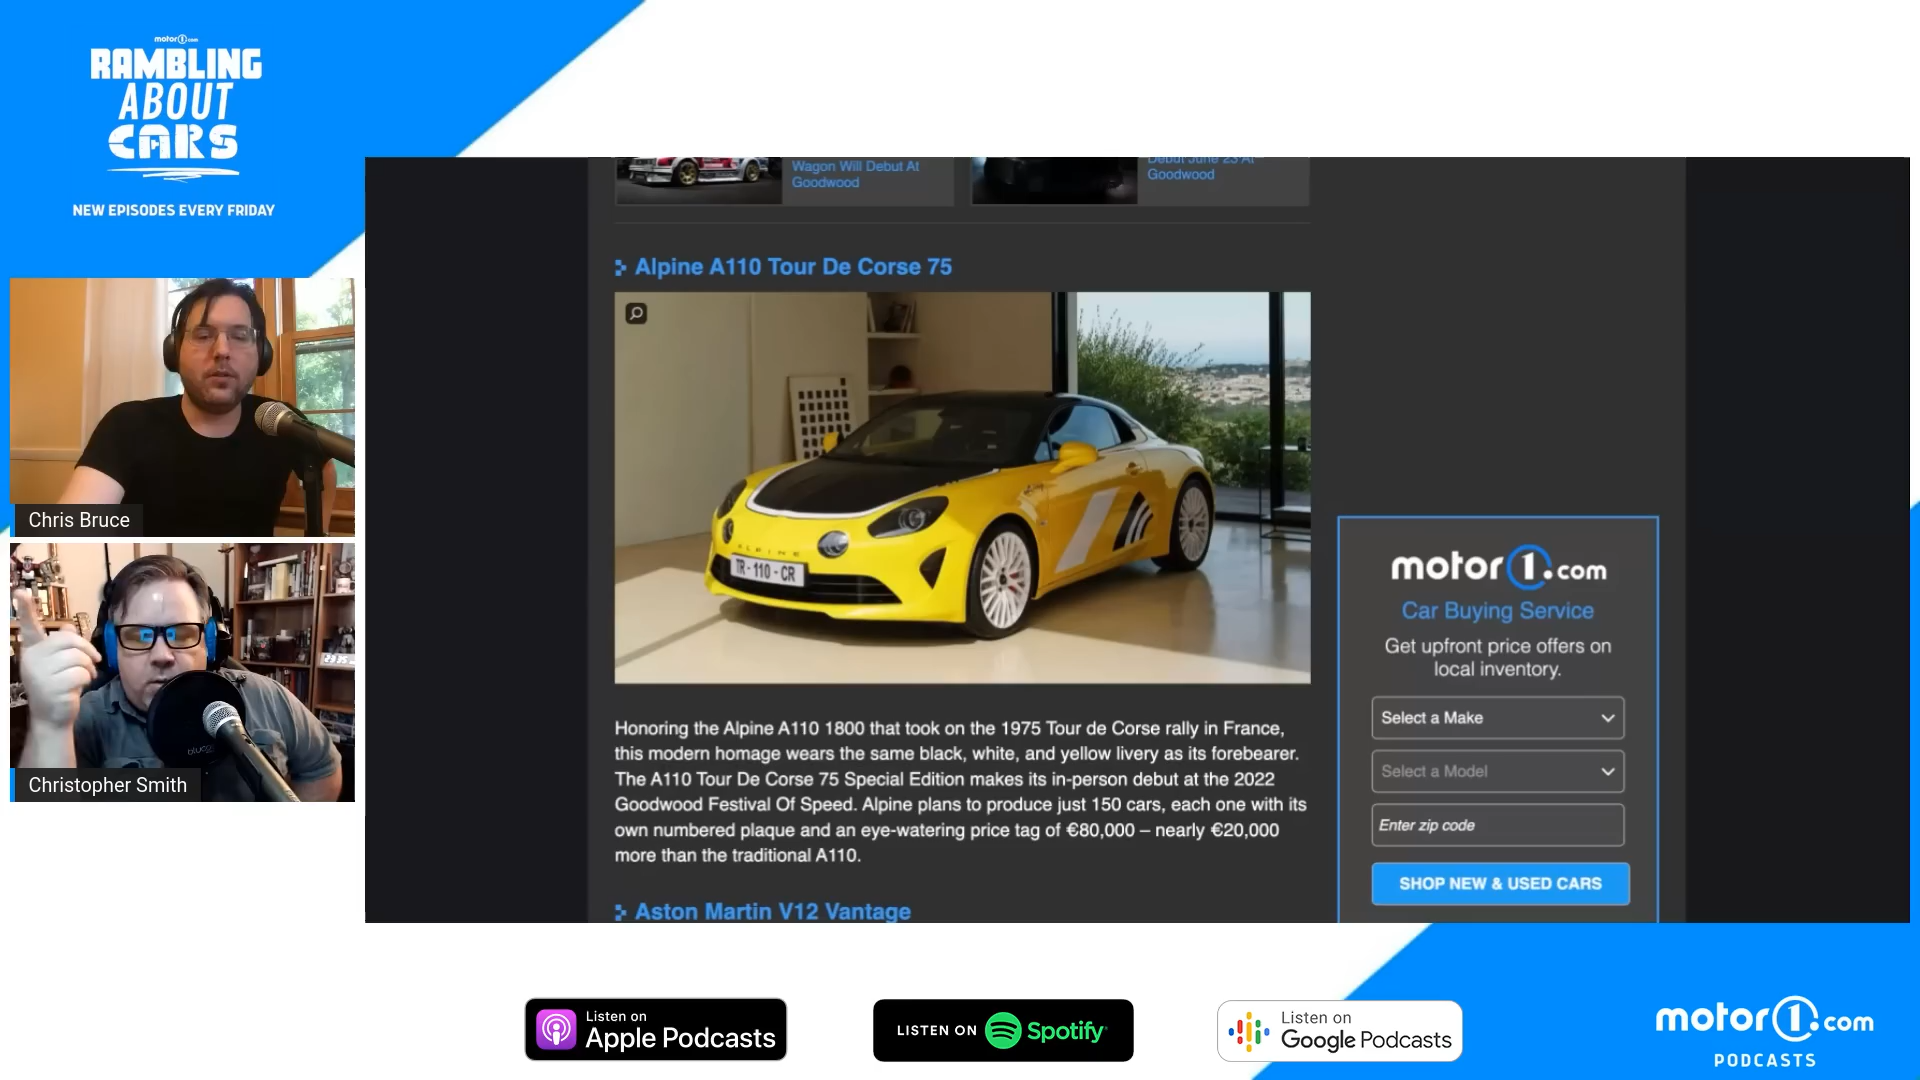 motor1.com
RAMBLING
ABOUT
CARS
NEW EPISODES EVERY FRIDAY
Chris Bruce
Christopher Smith
Wagon Will Debut At
Goodwood
Debut June 23 At
Goodwood
Alpine A110 Tour De Corse 75
ALPINE
TR-110-CR
Honoring the Alpine A110 1800 that took on the 1975 Tour de Corse rally in France,
this modern homage wears the same black, white, and yellow livery as its forebearer.
The A110 Tour De Corse 75 Special Edition makes its in-person debut at the 2022
Goodwood Festival Of Speed. Alpine plans to produce just 150 cars, each one with its
own numbered plaque and an eye-watering price tag of €80,000 – nearly €20,000
more than the traditional A110.
Aston Martin V12 Vantage
motor1.com
Car Buying Service
Get upfront price offers on
local inventory.
Select a Make
Select a Model
Enter zip code
SHOP NEW & USED CARS
Listen on
Apple Podcasts
LISTEN ON Spotify
Listen on
Google Podcasts
motor1.com
PODCASTS